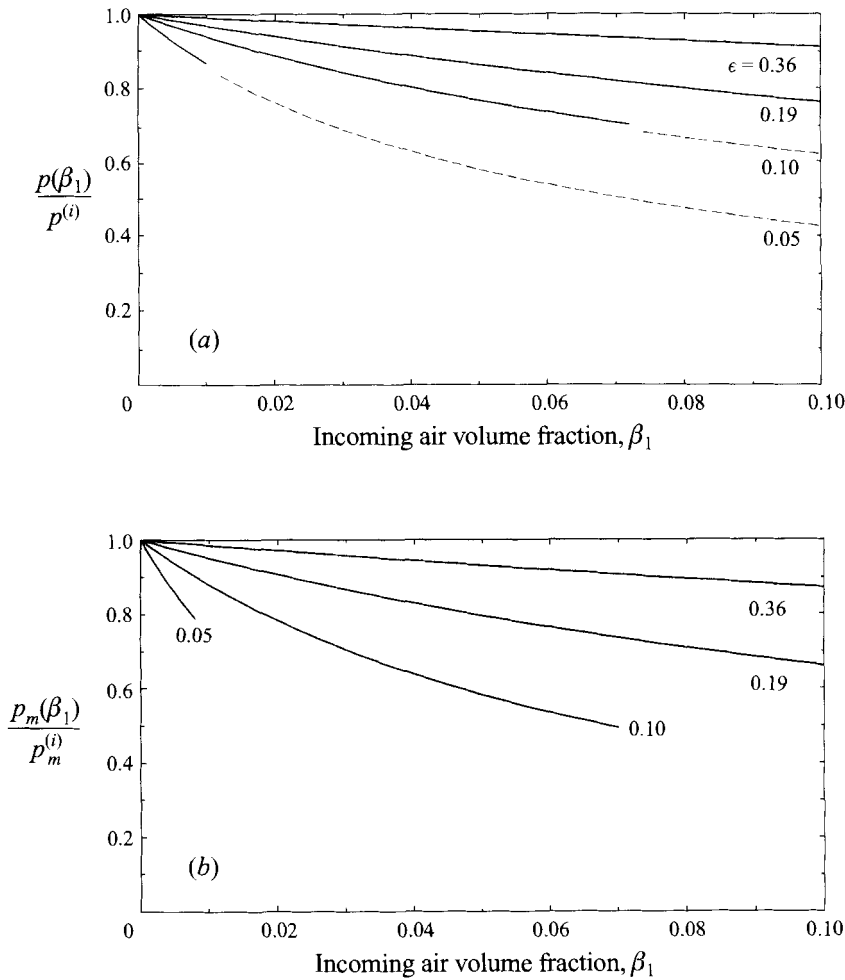 1.0
0.8
0.6
0.4
0.2
p(β₁)
p⁽ⁱ⁾
ϵ = 0.36
0.19
0.10
0.05
(a)
0 0.02 0.04 0.06 0.08 0.10
Incoming air volume fraction, β₁
1.0
0.8
0.6
0.4
0.2
pₘ(β₁)
pₘ⁽ⁱ⁾
0.36
0.19
0.10
0.05
(b)
0 0.02 0.04 0.06 0.08 0.10
Incoming air volume fraction, β₁